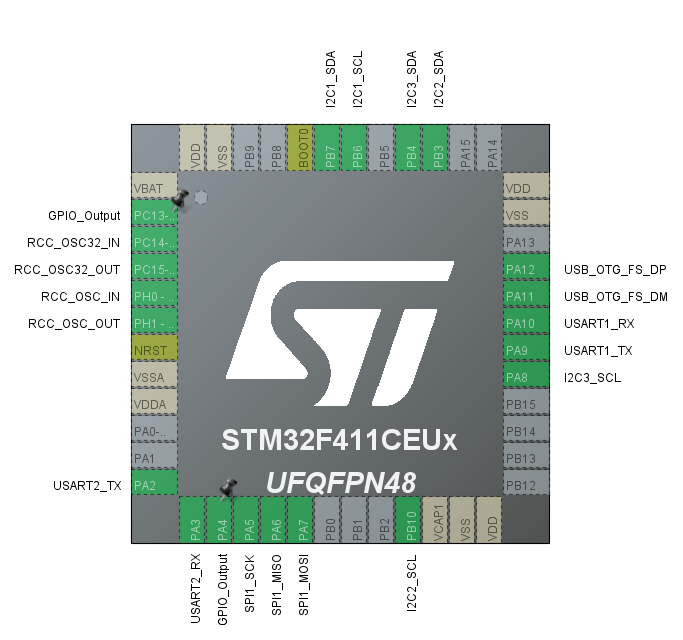 I2C1_SDA
I2C1_SCL
I2C3_SDA
I2C2_SDA
VDD
VSS
PB9
PB8
BOOT0
PB7
PB6
PB5
PB4
PB3
PA15
PA14
VBAT
VDD
GPIO_Output PC13-..
VSS
RCC_OSC32_IN PC14-..
PA13
RCC_OSC32_OUT PC15-..
PA12 USB_OTG_FS_DP
RCC_OSC_IN PH0 - ..
PA11 USB_OTG_FS_DM
RCC_OSC_OUT PH1 - ..
PA10 USART1_RX
NRST
PA9 USART1_TX
VSSA
PA8 I2C3_SCL
VDDA
PB15
PA0-..
PB14
PA1
PB13
USART2_TX PA2
PB12
ST
STM32F411CEUx
UFQFPN48
PA3
PA4
PA5
PA6
PA7
PB0
PB1
PB2
PB10
VCAP1
VSS
VDD
USART2_RX
GPIO_Output
SPI1_SCK
SPI1_MISO
SPI1_MOSI
I2C2_SCL